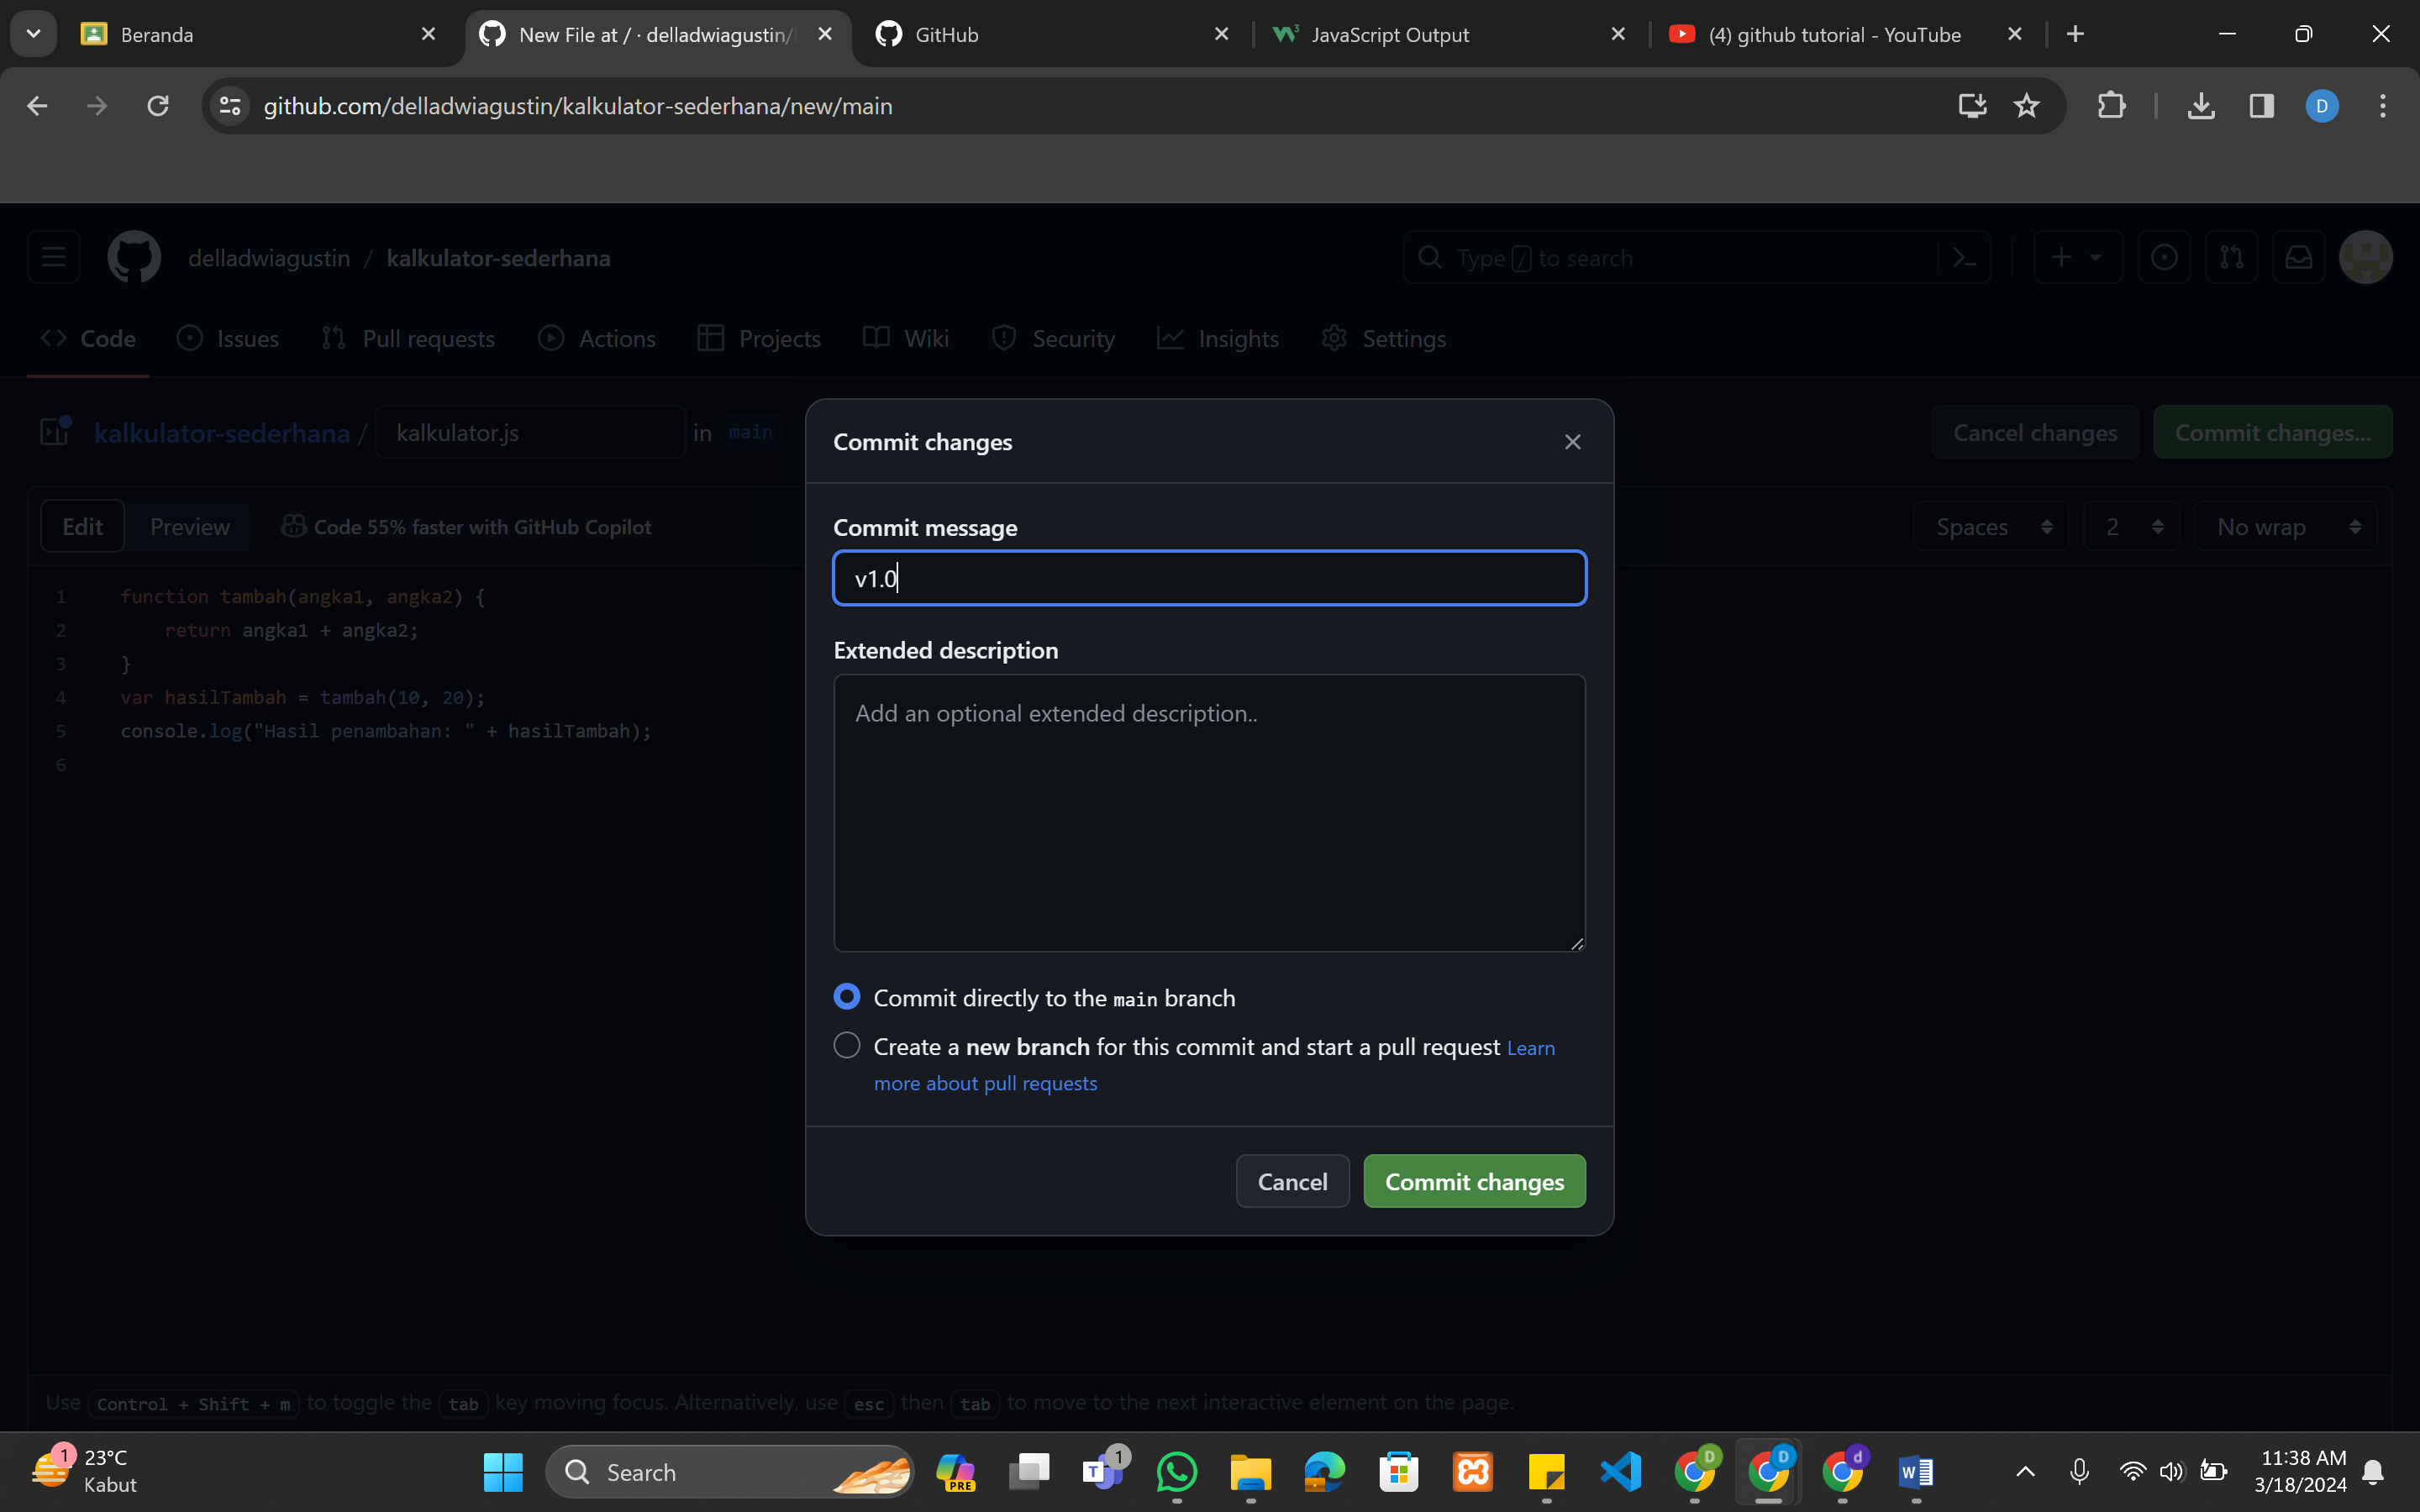 Beranda
New File at / · delladwiagustin/
GitHub
JavaScript Output
(4) github tutorial - YouTube
github.com/delladwiagustin/kalkulator-sederhana/new/main
D
delladwiagustin / kalkulator-sederhana
Type / to search
Code
Issues
Pull requests
Actions
Projects
Wiki
Security
Insights
Settings
kalkulator-sederhana / kalkulator.js in main
Cancel changes
Commit changes...
Edit
Preview
Code 55% faster with GitHub Copilot
Spaces
2
No wrap
1 function tambah(angka1, angka2) {
2 return angka1 + angka2;
3 }
4 var hasilTambah = tambah(10, 20);
5 console.log("Hasil penambahan: " + hasilTambah);
6
Commit changes
Commit message
v1.0
Extended description
Add an optional extended description..
Commit directly to the main branch
Create a new branch for this commit and start a pull request Learn
more about pull requests
Cancel
Commit changes
Use Control + Shift + m to toggle the tab key moving focus. Alternatively, use esc then tab to move to the next interactive element on the page.
1
23°C
Kabut
Search
PRE
T
1
D
D
d
W
11:38 AM
3/18/2024